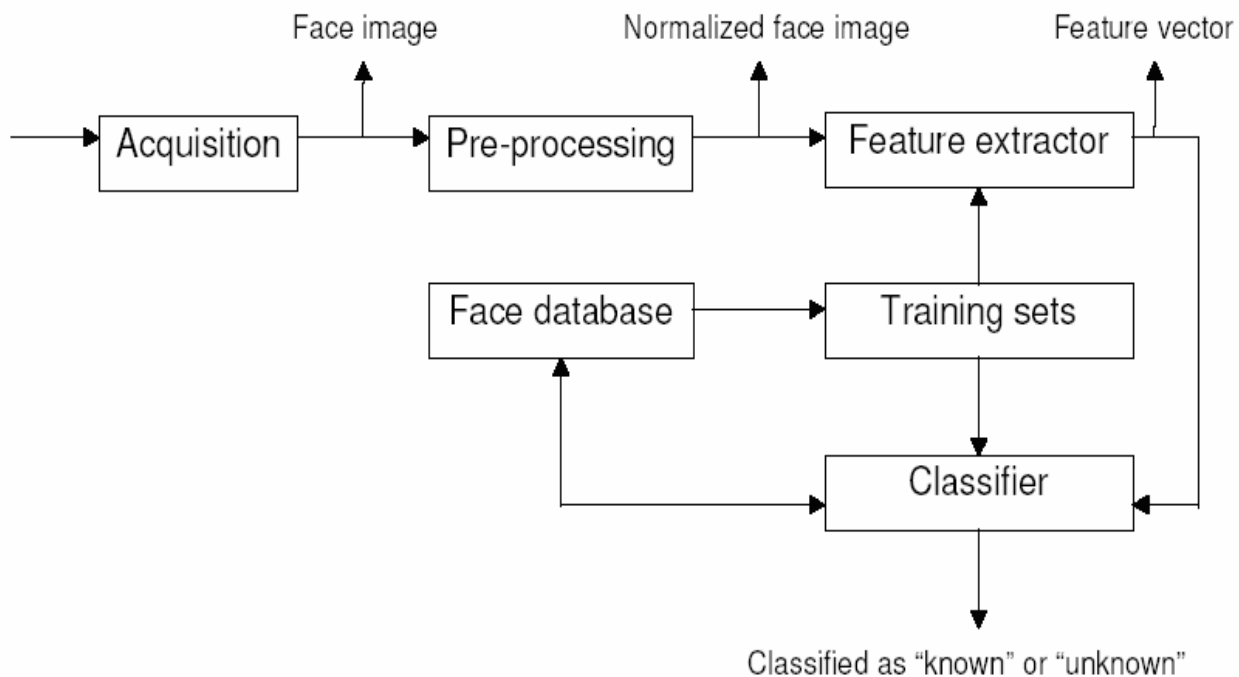 Face image
Normalized face image
Feature vector
Acquisition
Pre-processing
Feature extractor
Face database
Training sets
Classifier
Classified as “known” or “unknown”